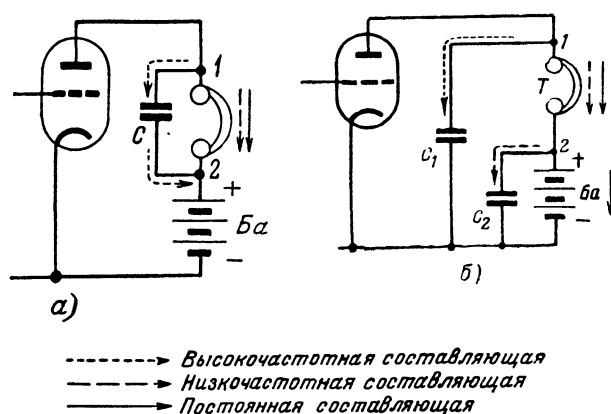 1
C
2
+
Ба
−
а)
1
Т
C₁
2
+
C₂
Ба
−
б)
Высокочастотная составляющая
Низкочастотная составляющая
Постоянная составляющая